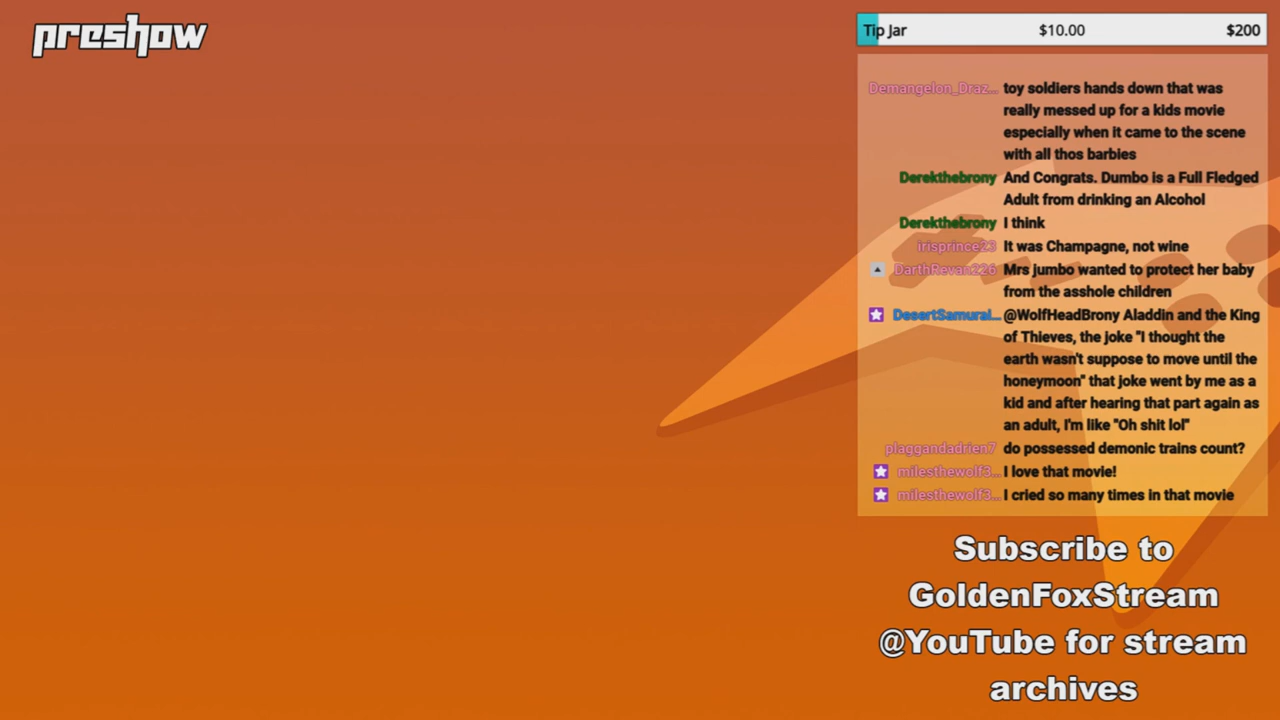 preshow
Tip Jar $10.00 $200
Demangelon_Draz... toy soldiers hands down that was
really messed up for a kids movie
especially when it came to the scene
with all thos barbies
Derekthebrony And Congrats. Dumbo is a Full Fledged
Adult from drinking an Alcohol
Derekthebrony I think
irisprince23 It was Champagne, not wine
DarthRevan226 Mrs jumbo wanted to protect her baby
from the asshole children
DesertSamurai... @WolfHeadBrony Aladdin and the King
of Thieves, the joke "I thought the
earth wasn't suppose to move until the
honeymoon" that joke went by me as a
kid and after hearing that part again as
an adult, I'm like "Oh shit lol"
plaggandadrien7 do possessed demonic trains count?
milesthewolf3... I love that movie!
milesthewolf3... I cried so many times in that movie
Subscribe to
GoldenFoxStream
@YouTube for stream
archives